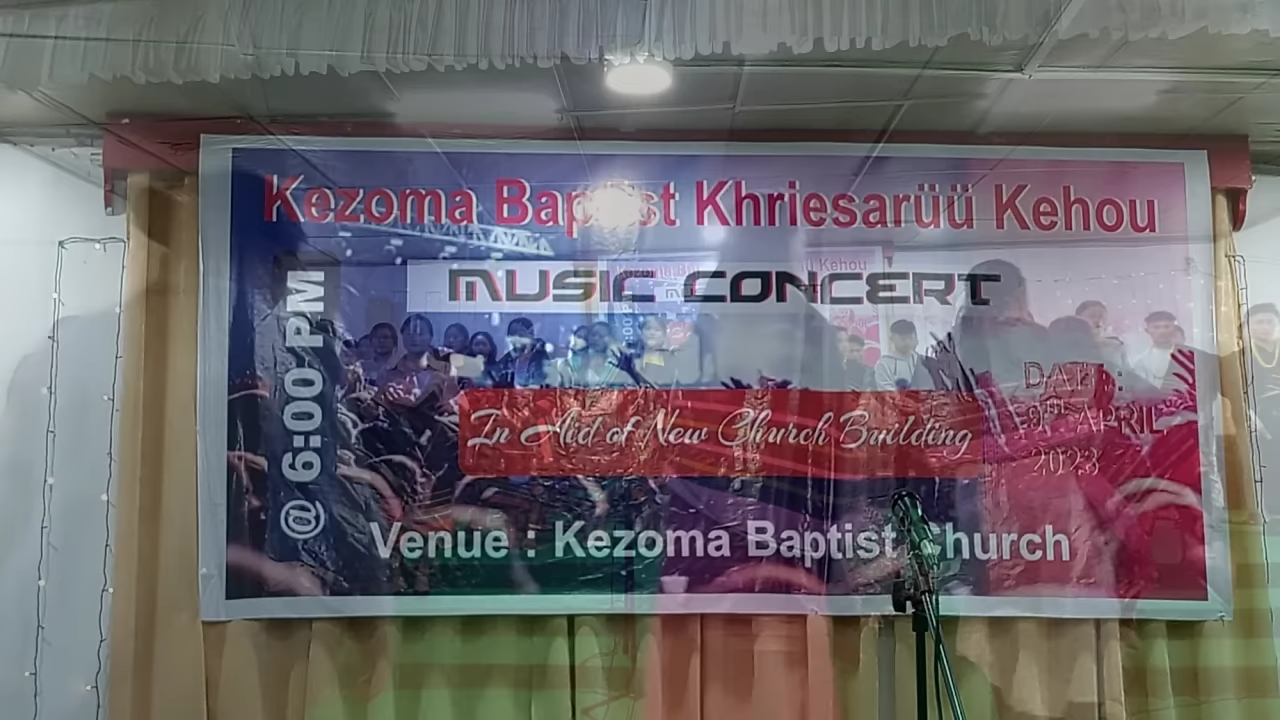 Kezoma Baptist Khriesarüü Kehou
MUSIC CONCERT
@ 6:00 PM
In Aid of New Church Building
DATE :
APRIL
2023
Venue : Kezoma Baptist Church